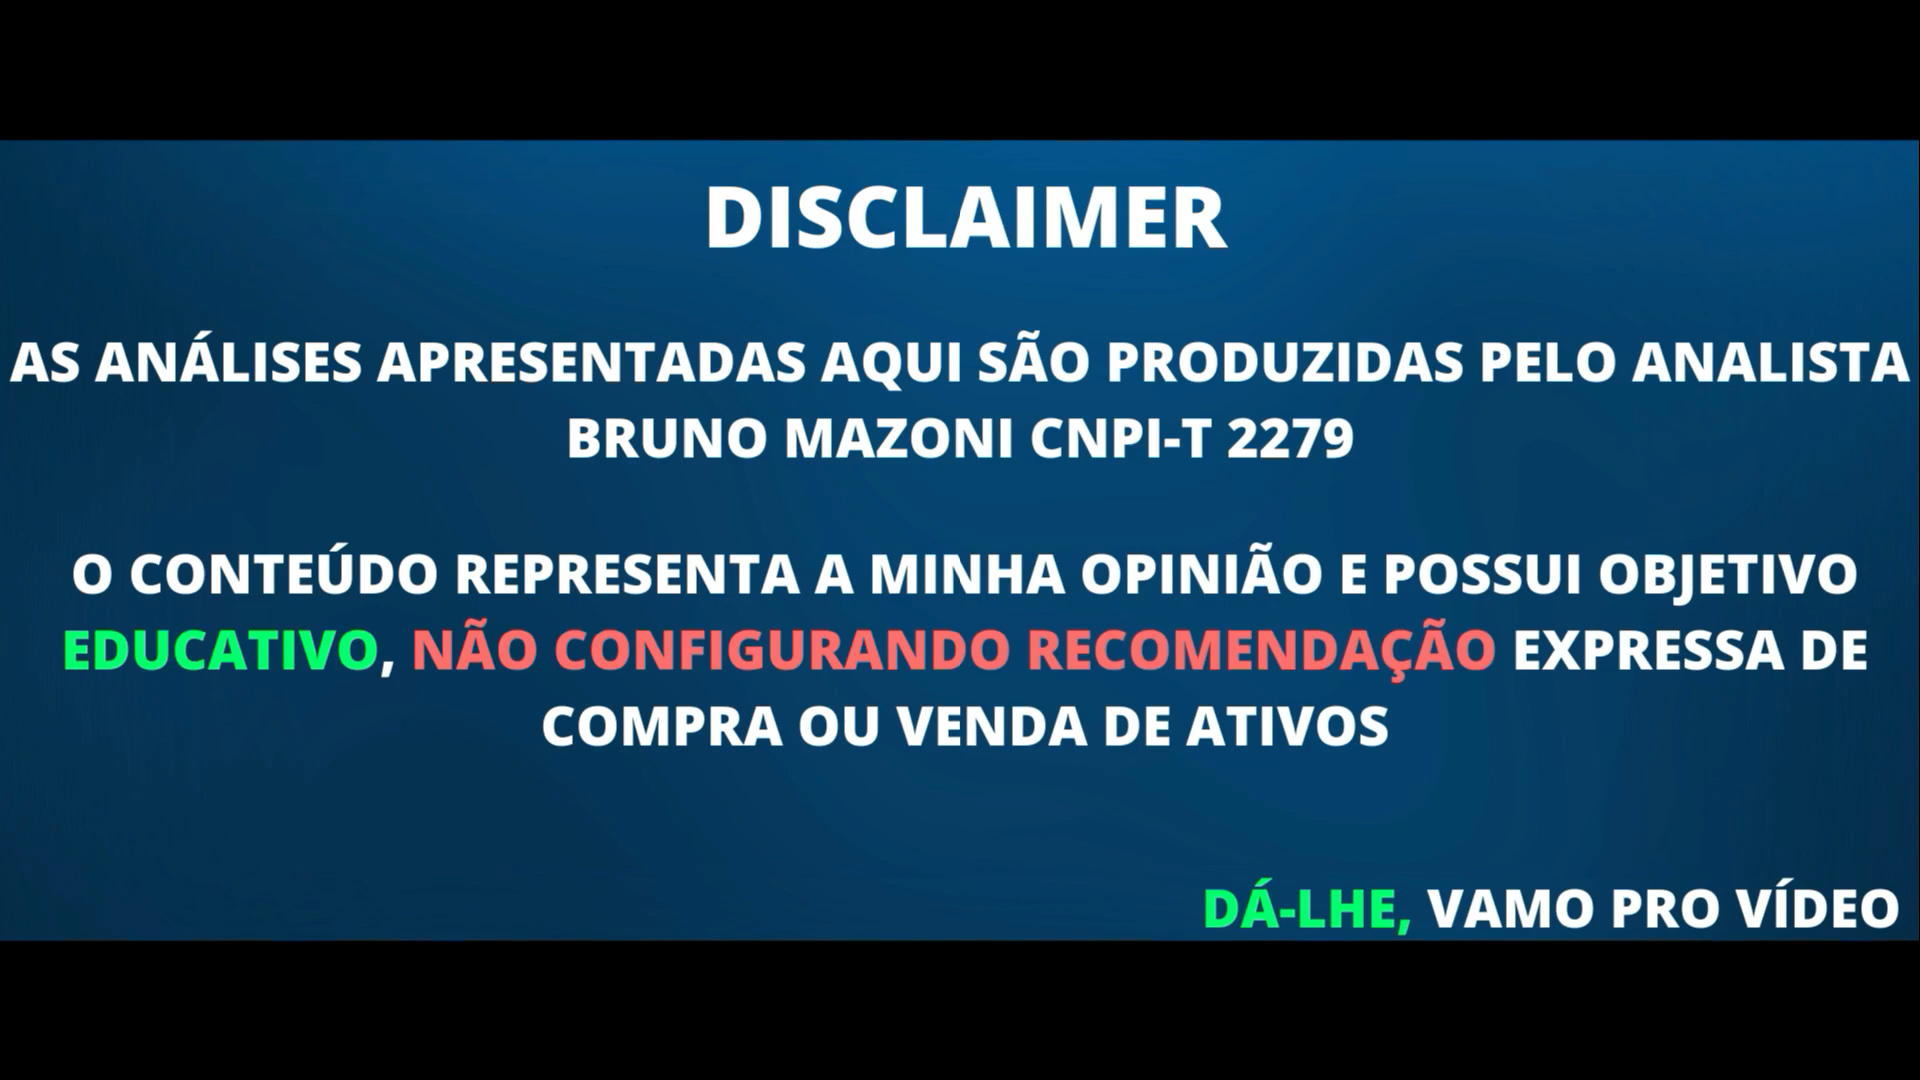 DISCLAIMER
AS ANÁLISES APRESENTADAS AQUI SÃO PRODUZIDAS PELO ANALISTA
BRUNO MAZONI CNPI-T 2279
O CONTEÚDO REPRESENTA A MINHA OPINIÃO E POSSUI OBJETIVO
EDUCATIVO, NÃO CONFIGURANDO RECOMENDAÇÃO EXPRESSA DE
COMPRA OU VENDA DE ATIVOS
DÁ-LHE, VAMO PRO VÍDEO